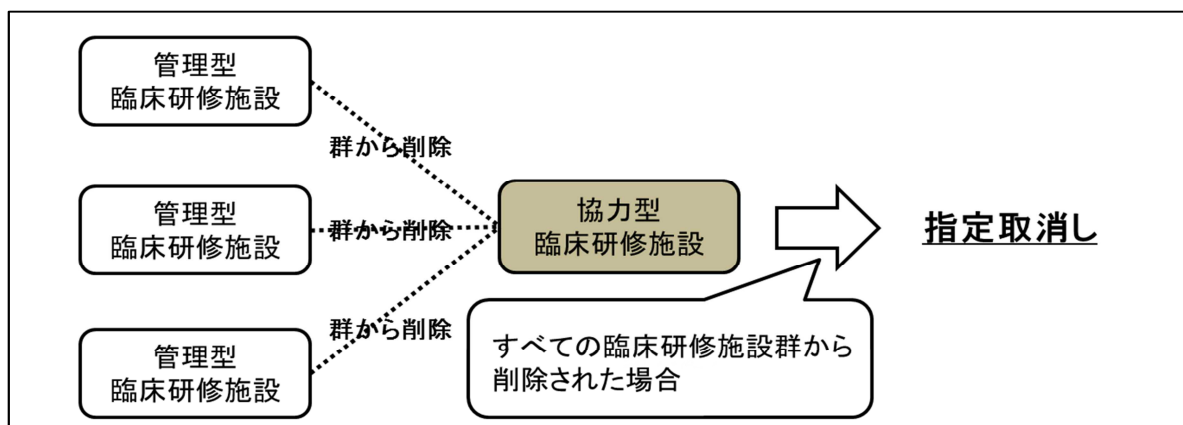 管理型
臨床研修施設
群から削除
管理型
臨床研修施設
群から削除
協力型
臨床研修施設
指定取消し
管理型
臨床研修施設
群から削除
すべての臨床研修施設群から
削除された場合